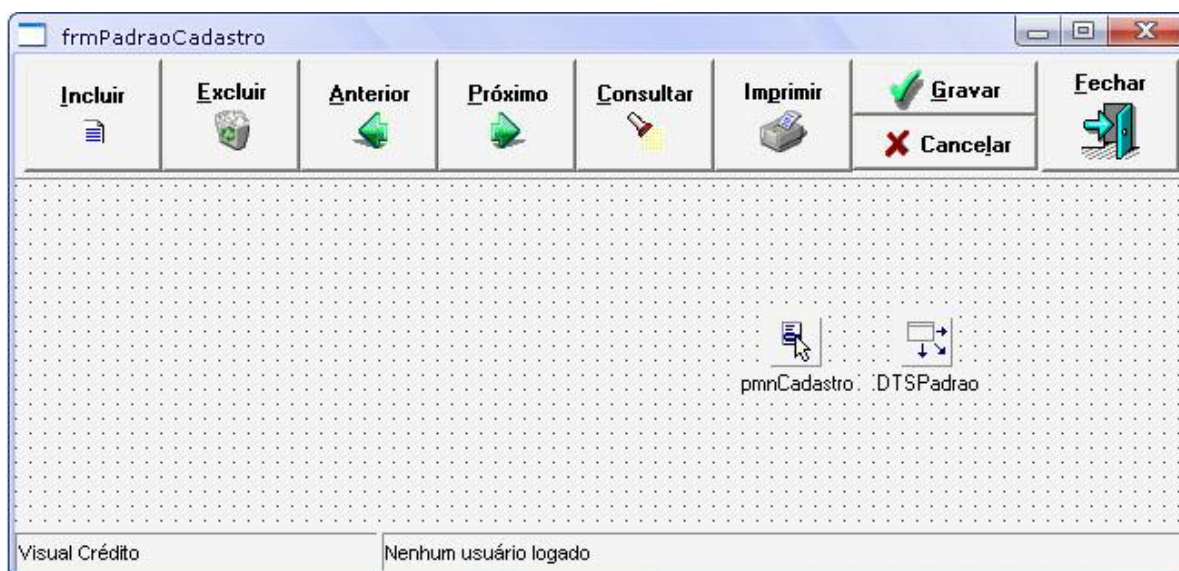 frmPadraoCadastro
Incluir
Excluir
Anterior
Próximo
Consultar
Imprimir
Gravar
Cancelar
Fechar
pmnCadastro
DTSPadrao
Visual Crédito
Nenhum usuário logado